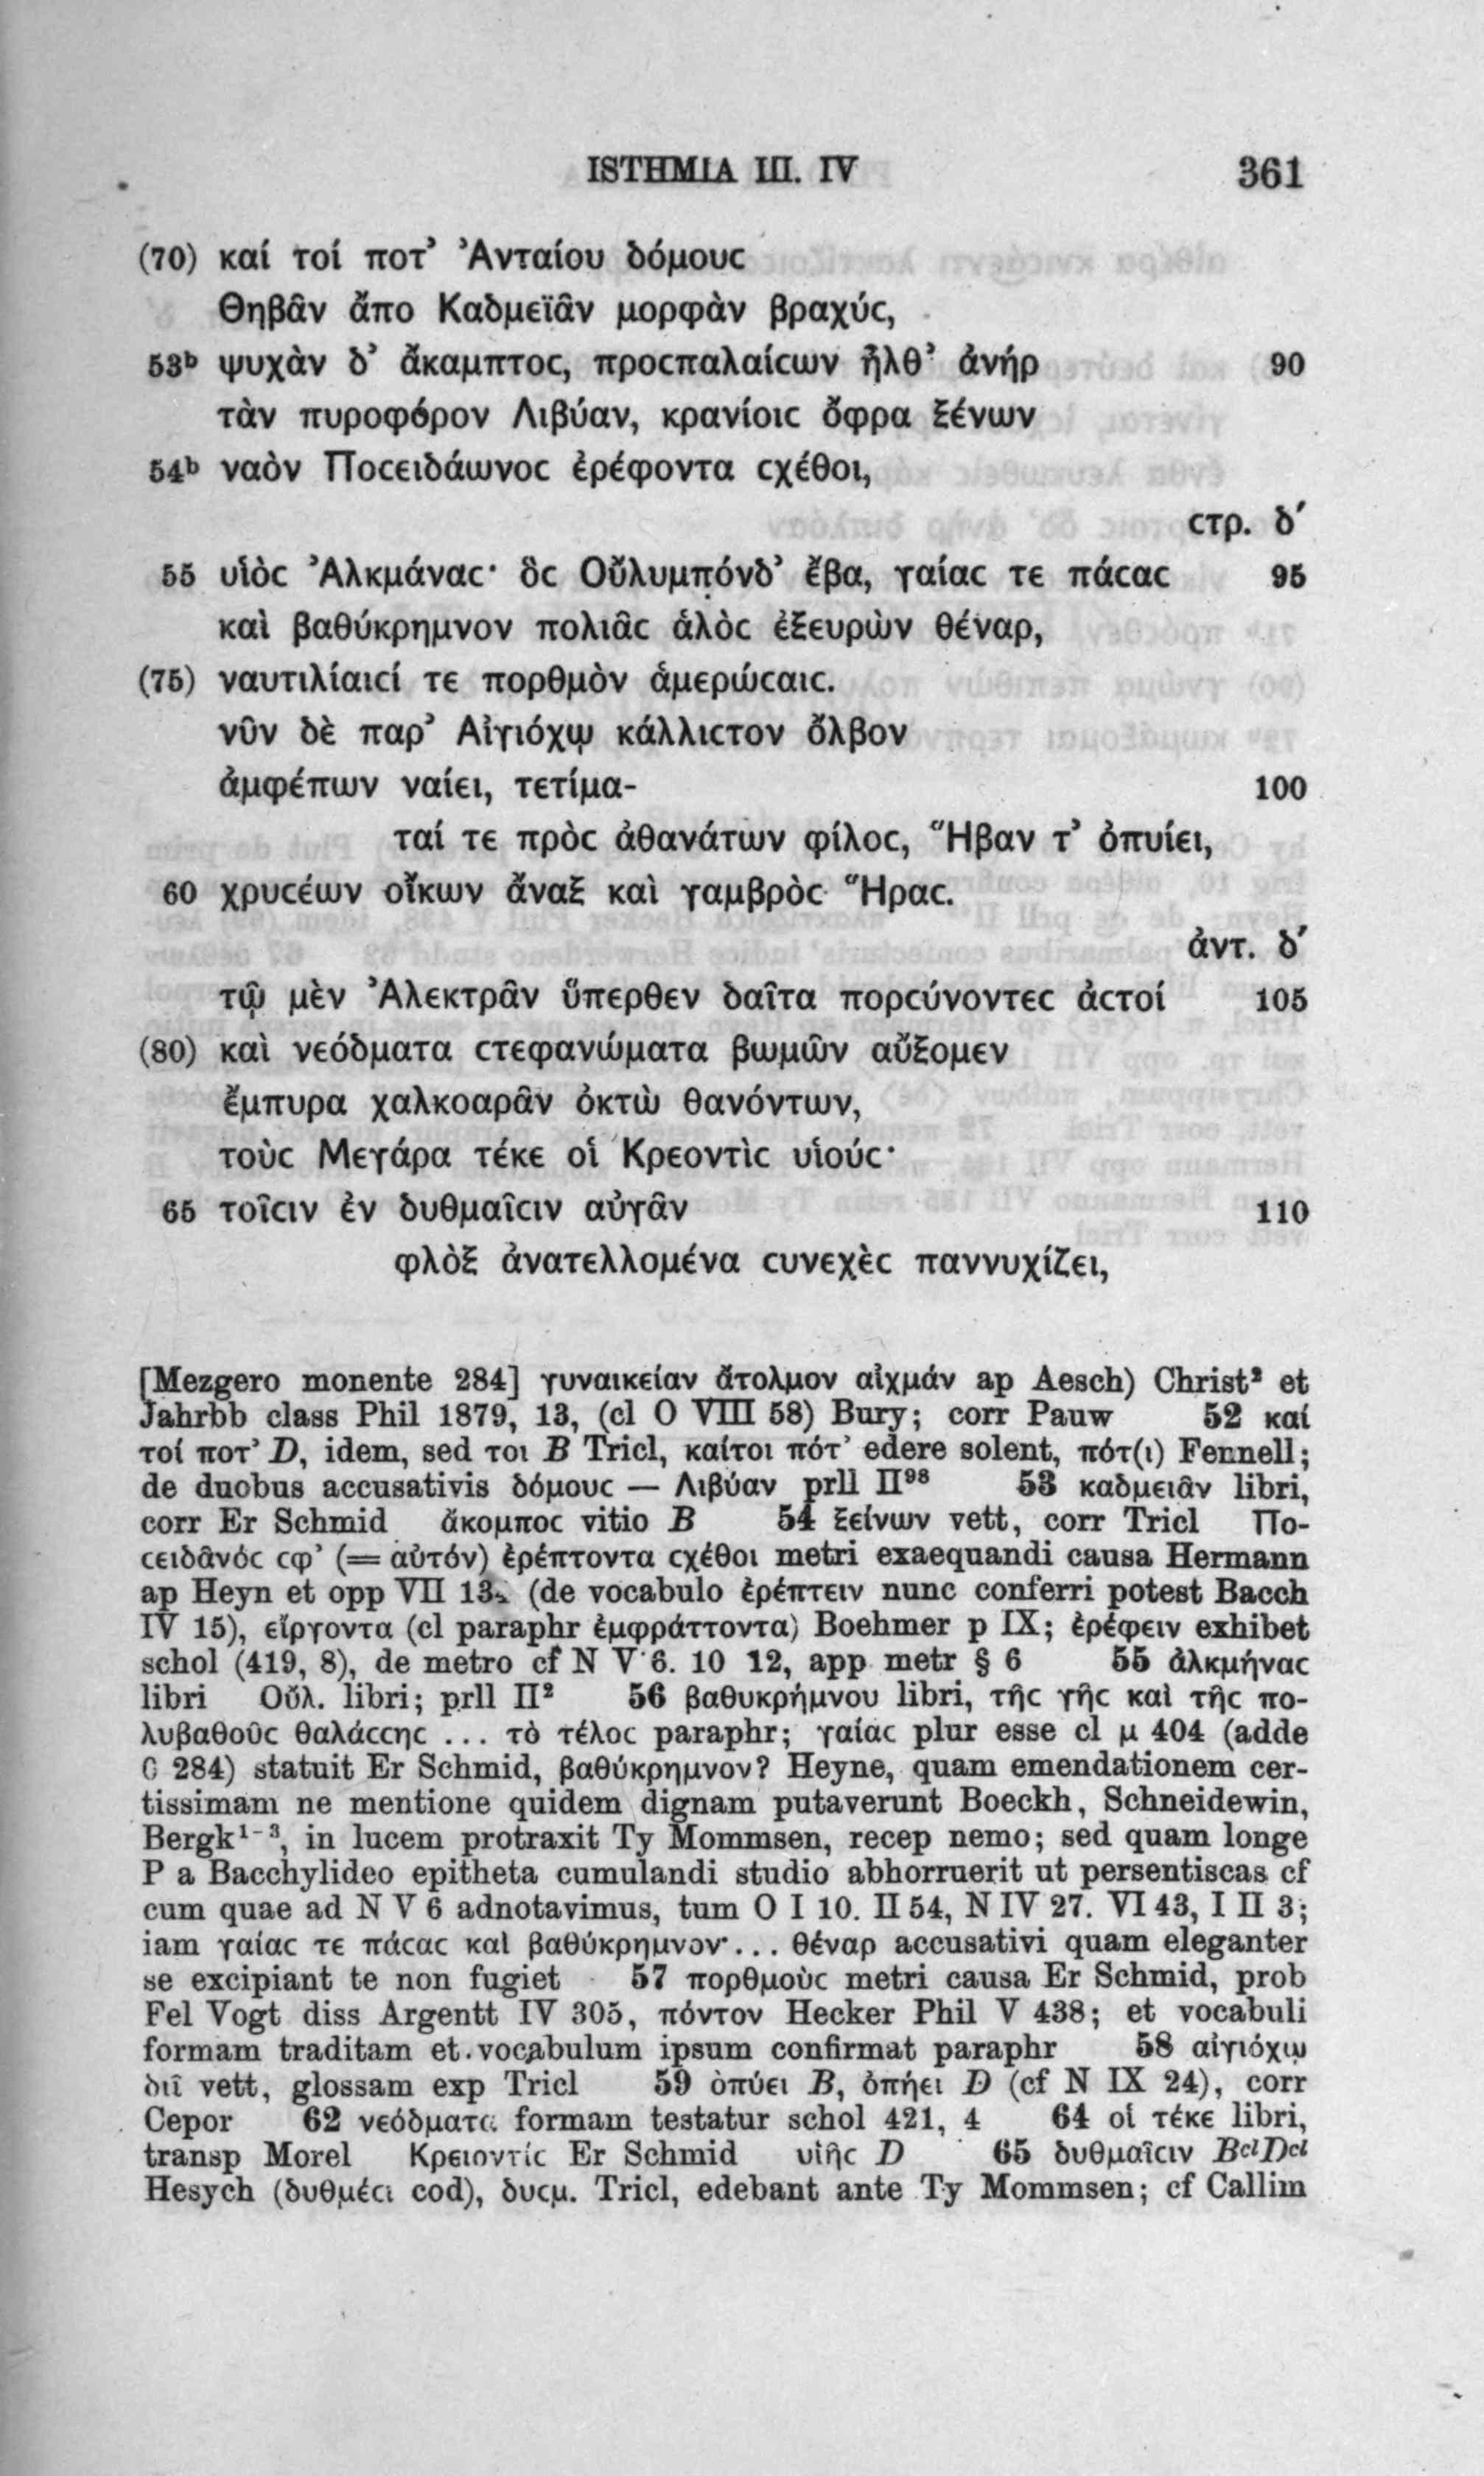 ISTHMIA III. IV 361
(70) καί τοί ποτ’ Ἀνταίου δόμουϲ
Θηβᾶν ἄπο Καδμεϊᾶν μορφὰν βραχύϲ,
53ᵇ ψυχὰν δ’ ἄκαμπτοϲ, προϲπαλαίϲων ἦλθ’ ἀνήρ 90
τὰν πυροφόρον Λιβύαν, κρανίοιϲ ὄφρα ξένων
54ᵇ ναὸν Ποϲειδάωνοϲ ἐρέφοντα ϲχέθοι,
ϲτρ. δ′
55 υἱὸϲ Ἀλκμάναϲ· ὃϲ Οὔλυμπόνδ’ ἔβα, γαίαϲ τε πάϲαϲ 95
καὶ βαθύκρημνον πολιᾶϲ ἁλὸϲ ἐξευρὼν θέναρ,
(75) ναυτιλίαιϲί τε πορθμὸν ἁμερώϲαιϲ.
νῦν δὲ παρ’ Αἰγιόχῳ κάλλιϲτον ὄλβον
ἀμφέπων ναίει, τετίμα- 100
ταί τε πρὸϲ ἀθανάτων φίλοϲ, Ἥβαν τ’ ὀπυίει,
60 χρυϲέων οἴκων ἄναξ καὶ γαμβρὸϲ Ἥραϲ.
ἀντ. δ′
τῷ μὲν Ἀλεκτρᾶν ὕπερθεν δαῖτα πορϲύνοντεϲ ἀϲτοί 105
(80) καὶ νεόδματα ϲτεφανώματα βωμῶν αὔξομεν
ἔμπυρα χαλκοαρᾶν ὀκτὼ θανόντων,
τοὺϲ Μεγάρα τέκε οἱ Κρεοντὶϲ υἱούϲ·
65 τοῖϲιν ἐν δυθμαῖϲιν αὐγᾶν 110
φλὸξ ἀνατελλομένα ϲυνεχὲϲ παννυχίζει,
[Mezgero monente 284] γυναικείαν ἄτολμον αἰχμάν ap Aesch) Christ² et
Jahrbb class Phil 1879, 13, (cl O VIII 58) Bury; corr Pauw 52 καί
τοί ποτ’ D, idem, sed τοι B Tricl, καίτοι πότ’ edere solent, πότ(ι) Fennell;
de duobus accusativis δόμουϲ — Λιβύαν prll II⁹⁸ 53 καδμειᾶν libri,
corr Er Schmid ἄκομποϲ vitio B 54 ξείνων vett, corr Tricl Πο-
ϲειδᾶνόϲ ϲφ’ (= αὐτόν) ἐρέπτοντα ϲχέθοι metri exaequandi causa Hermann
ap Heyn et opp VII 13 (de vocabulo ἐρέπτειν nunc conferri potest Bacch
IV 15), εἴργοντα (cl paraphr ἐμφράττοντα) Boehmer p IX; ἐρέφειν exhibet
schol (419, 8), de metro cf N V 6. 10 12, app metr § 6 55 ἀλκμήναϲ
libri Οὔλ. libri; prll II² 56 βαθυκρήμνου libri, τῆϲ γῆϲ καὶ τῆϲ πο-
λυβαθοῦϲ θαλάϲϲηϲ ... τὸ τέλοϲ paraphr; γαίαϲ plur esse cl μ 404 (adde
284) statuit Er Schmid, βαθύκρημνον? Heyne, quam emendationem cer-
tissimam ne mentione quidem dignam putaverunt Boeckh, Schneidewin,
Bergk¹⁻³, in lucem protraxit Ty Mommsen, recep nemo; sed quam longe
P a Bacchylideo epitheta cumulandi studio abhorruerit ut persentiscas cf
cum quae ad N V 6 adnotavimus, tum O I 10. II 54, N IV 27. VI 43, I II 3;
iam γαίαϲ τε πάϲαϲ καὶ βαθύκρημνον ... θέναρ accusativi quam eleganter
se excipiant te non fugiet 57 πορθμοὺϲ metri causa Er Schmid, prob
Fel Vogt diss Argentt IV 305, πόντον Hecker Phil V 438; et vocabuli
formam traditam et vocabulum ipsum confirmat paraphr 58 αἰγιόχῳ
διῒ vett, glossam exp Tricl 59 ὀπύει B, ὀπήει D (cf N IX 24), corr
Cepor 62 νεόδματα formam testatur schol 421, 4 64 οἱ τέκε libri,
transp Morel Κρειοντίϲ Er Schmid υἱῆϲ D 65 δυθμαῖϲιν Bᶜˡ Dᶜˡ
Hesych (δυθμέϲι cod), δυϲμ. Tricl, edebant ante Ty Mommsen; cf Callim